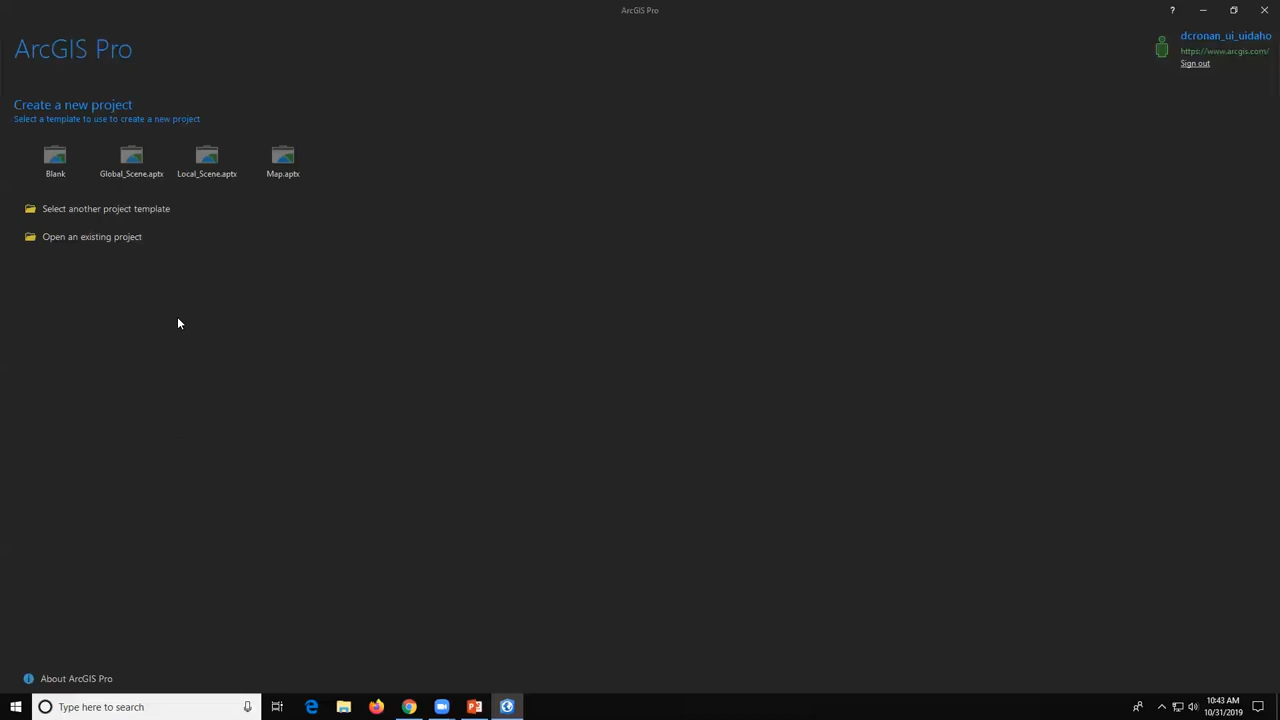 ArcGIS Pro
?
ArcGIS Pro
dcronan_ui_uidaho
https://www.arcgis.com/
Sign out
Create a new project
Select a template to use to create a new project
Blank
Global_Scene.aptx
Local_Scene.aptx
Map.aptx
Select another project template
Open an existing project
About ArcGIS Pro
Type here to search
10:43 AM
10/31/2019